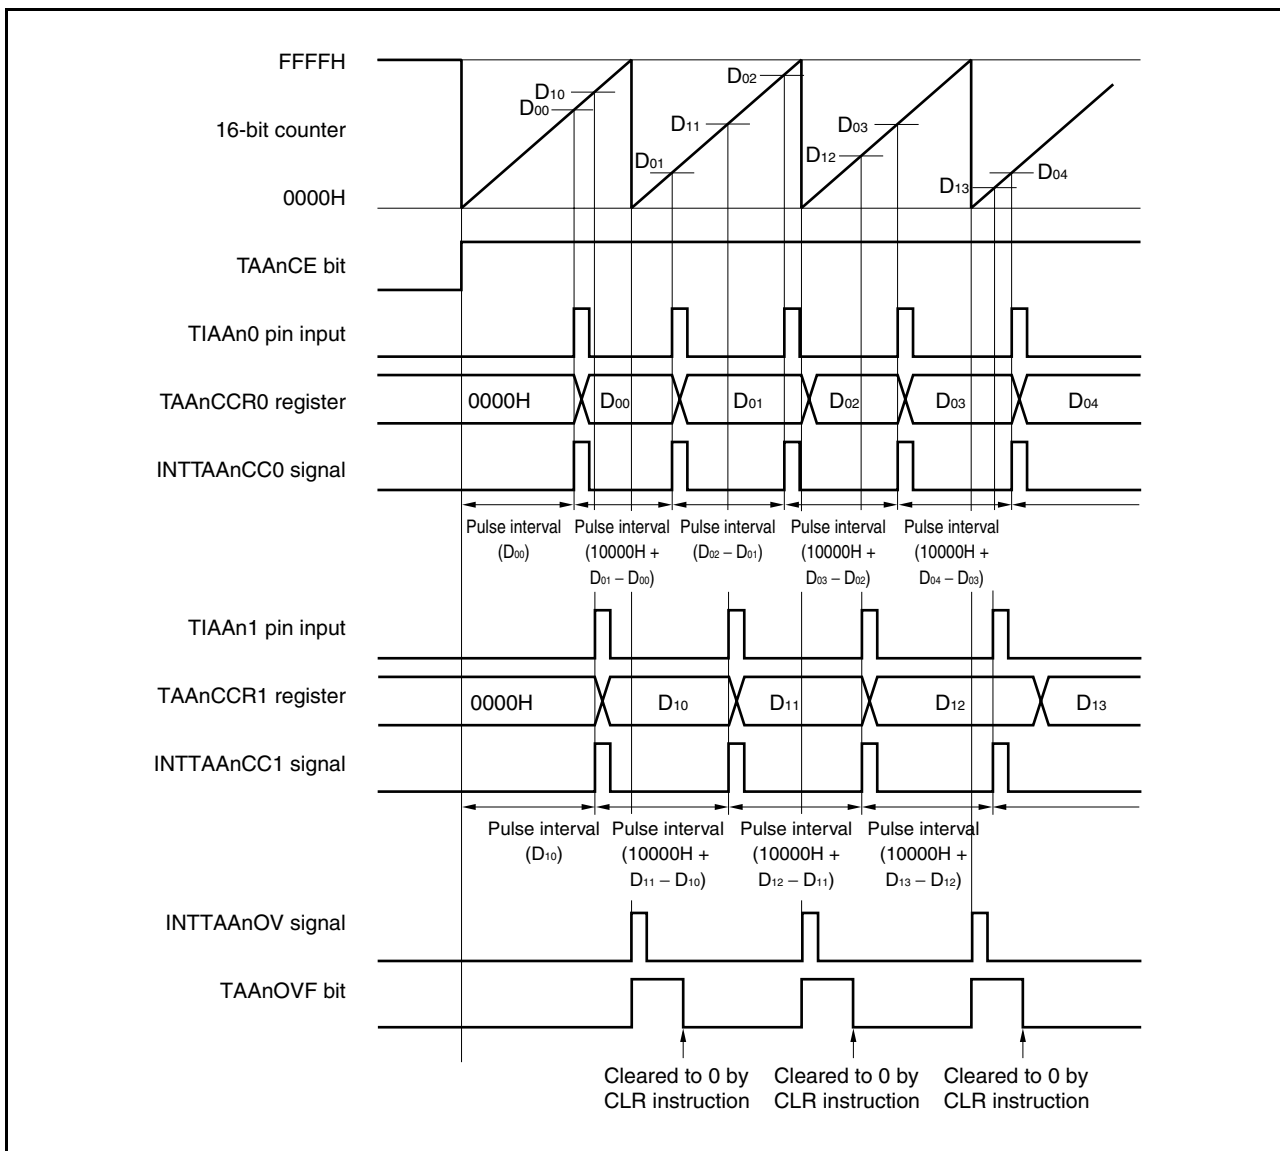 FFFFH
D10
D00
D02
16-bit counter
D11
D03
D01
D12
D13
D04
0000H
TAAnCE bit
TIAAn0 pin input
TAAnCCR0 register
0000H
D00
D01
D02
D03
D04
INTTAAnCC0 signal
Pulse interval
(D00)
Pulse interval
(10000H +
D01 – D00)
Pulse interval
(D02 – D01)
Pulse interval
(10000H +
D03 – D02)
Pulse interval
(10000H +
D04 – D03)
TIAAn1 pin input
TAAnCCR1 register
0000H
D10
D11
D12
D13
INTTAAnCC1 signal
Pulse interval
(D10)
Pulse interval
(10000H +
D11 – D10)
Pulse interval
(10000H +
D12 – D11)
Pulse interval
(10000H +
D13 – D12)
INTTAAnOV signal
TAAnOVF bit
Cleared to 0 by
CLR instruction
Cleared to 0 by
CLR instruction
Cleared to 0 by
CLR instruction